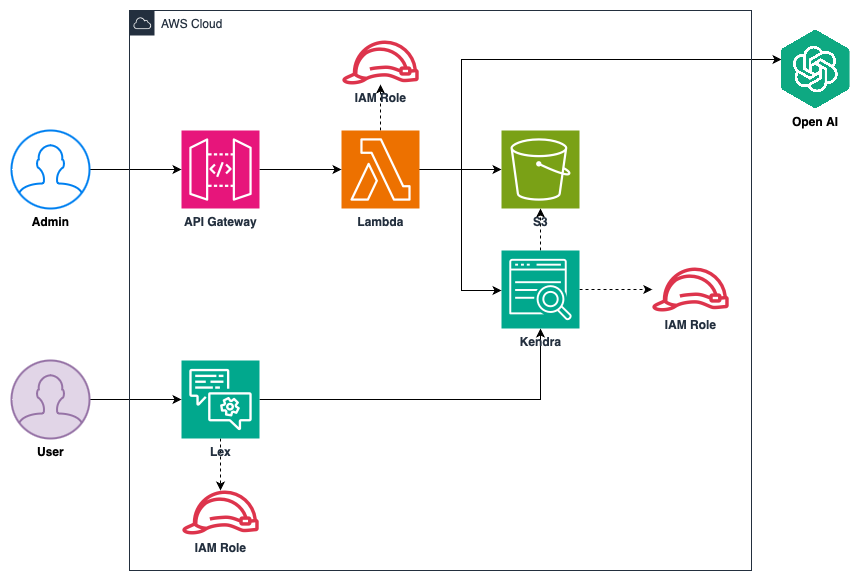 AWS Cloud
IAM Role
Open AI
Admin
API Gateway
Lambda
S3
IAM Role
Kendra
User
Lex
IAM Role